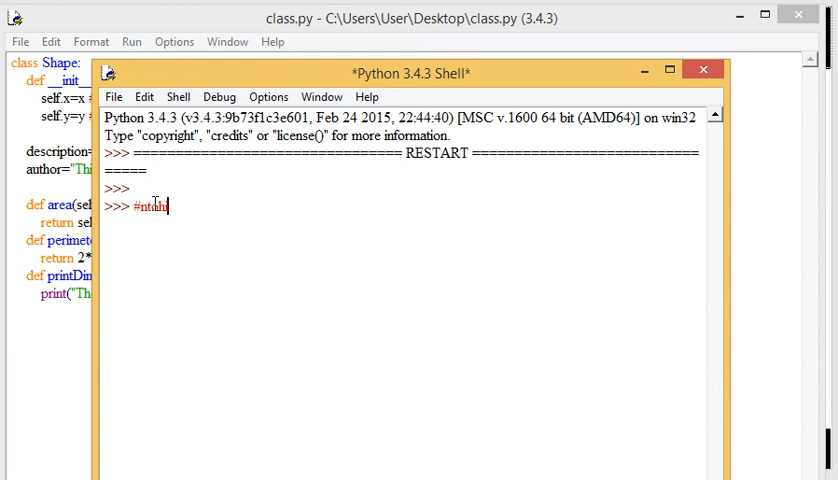 class.py - C:\Users\User\Desktop\class.py (3.4.3)
File Edit Format Run Options Window Help
class Shape:
def __init__
self.x=x #
self.y=y #
description=
author="Thi
def area(sel
return sel
def perimete
return 2*
def printDin
print("Th
*Python 3.4.3 Shell*
File Edit Shell Debug Options Window Help
Python 3.4.3 (v3.4.3:9b73f1c3e601, Feb 24 2015, 22:44:40) [MSC v.1600 64 bit (AMD64)] on win32
Type "copyright", "credits" or "license()" for more information.
>>> ================================ RESTART ===========================
=====
>>>
>>> #ntohi